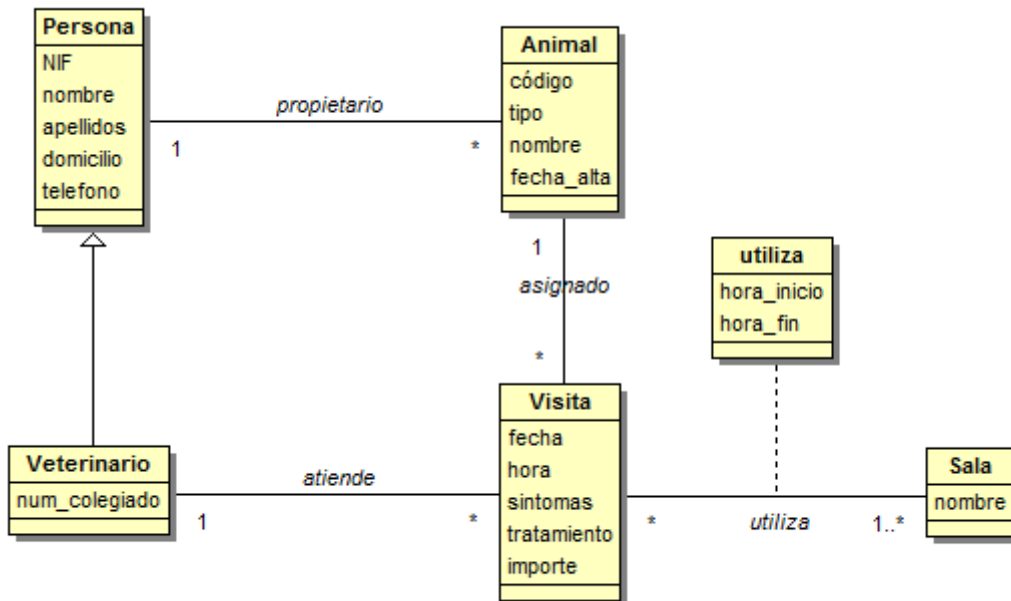 Persona
NIF
nombre
apellidos
domicilio
telefono
propietario
1
*
Animal
código
tipo
nombre
fecha_alta
1
asignado
*
utiliza
hora_inicio
hora_fin
Veterinario
num_colegiado
atiende
1
*
Visita
fecha
hora
sintomas
tratamiento
importe
*
utiliza
1..*
Sala
nombre